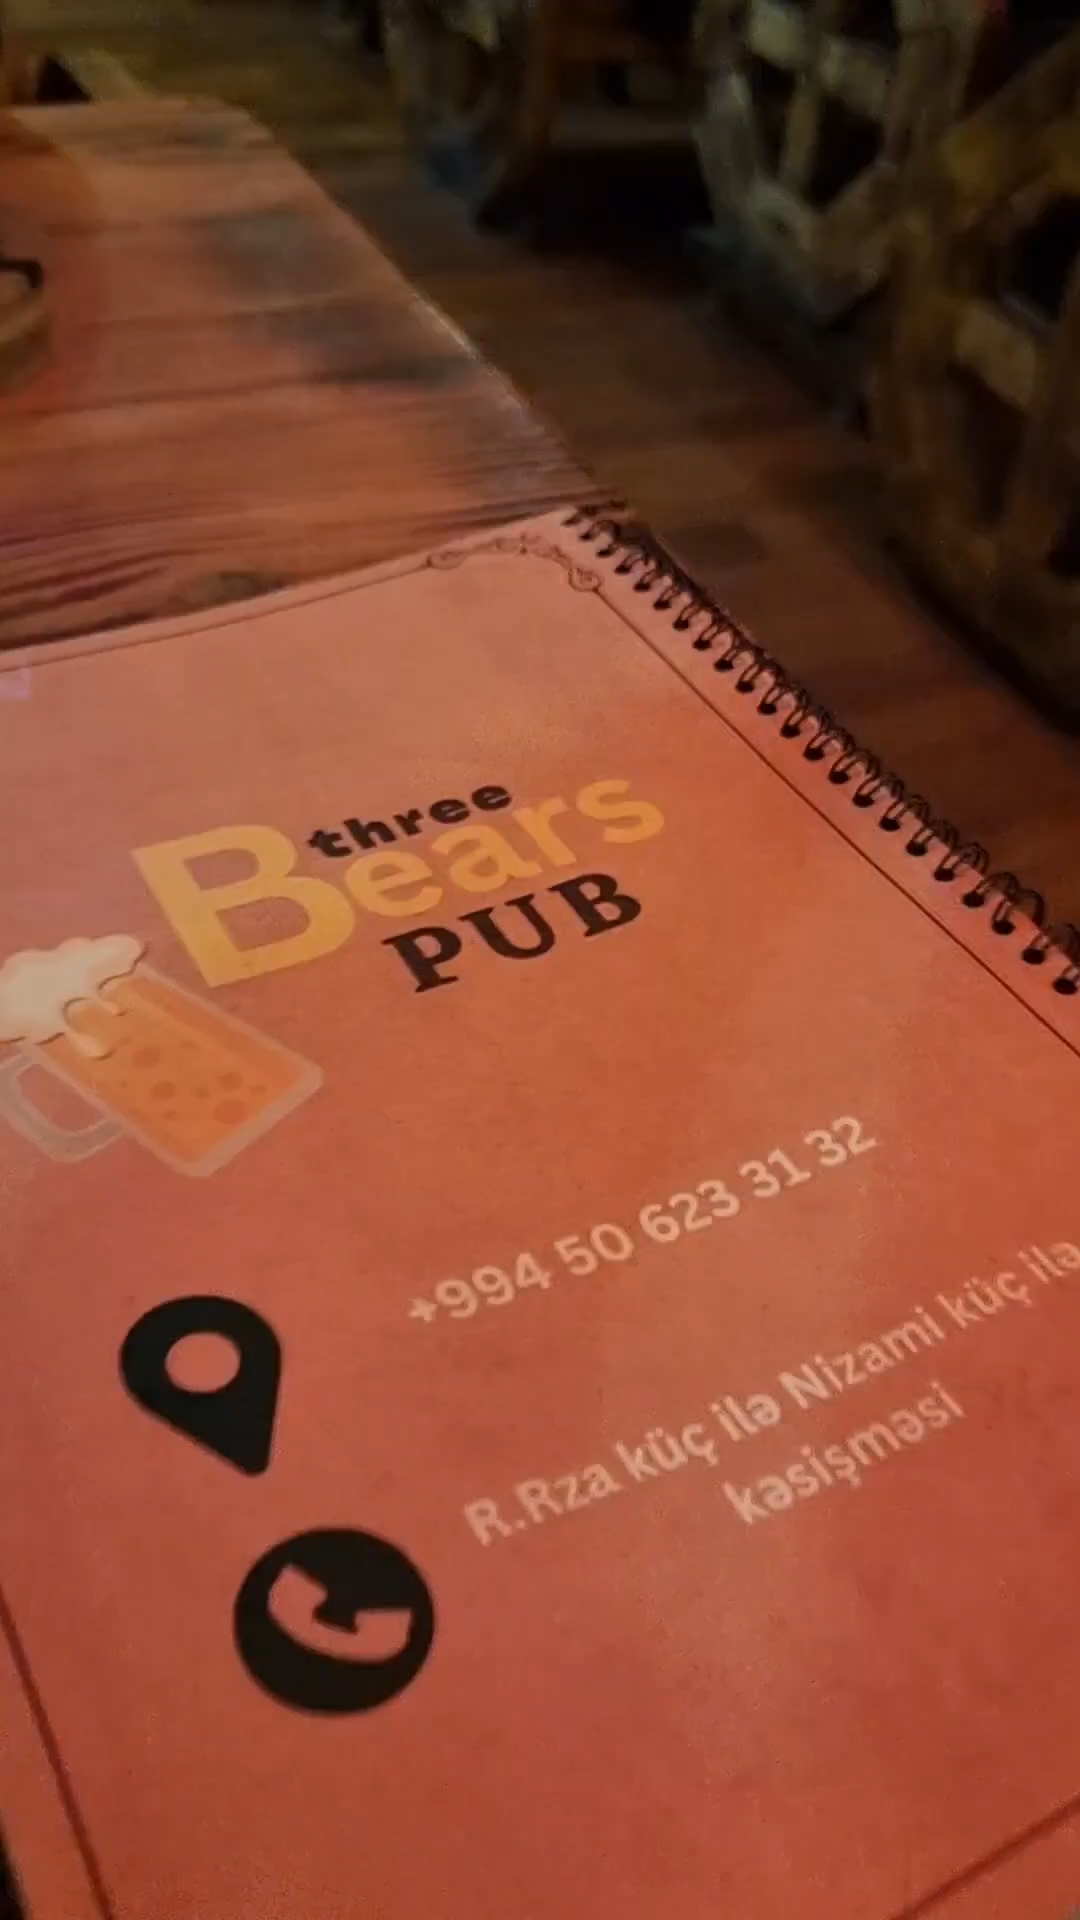 three
Bears
PUB
+994 50 623 31 32
R.Rza küç ilə Nizami küç ilə
kəsişməsi